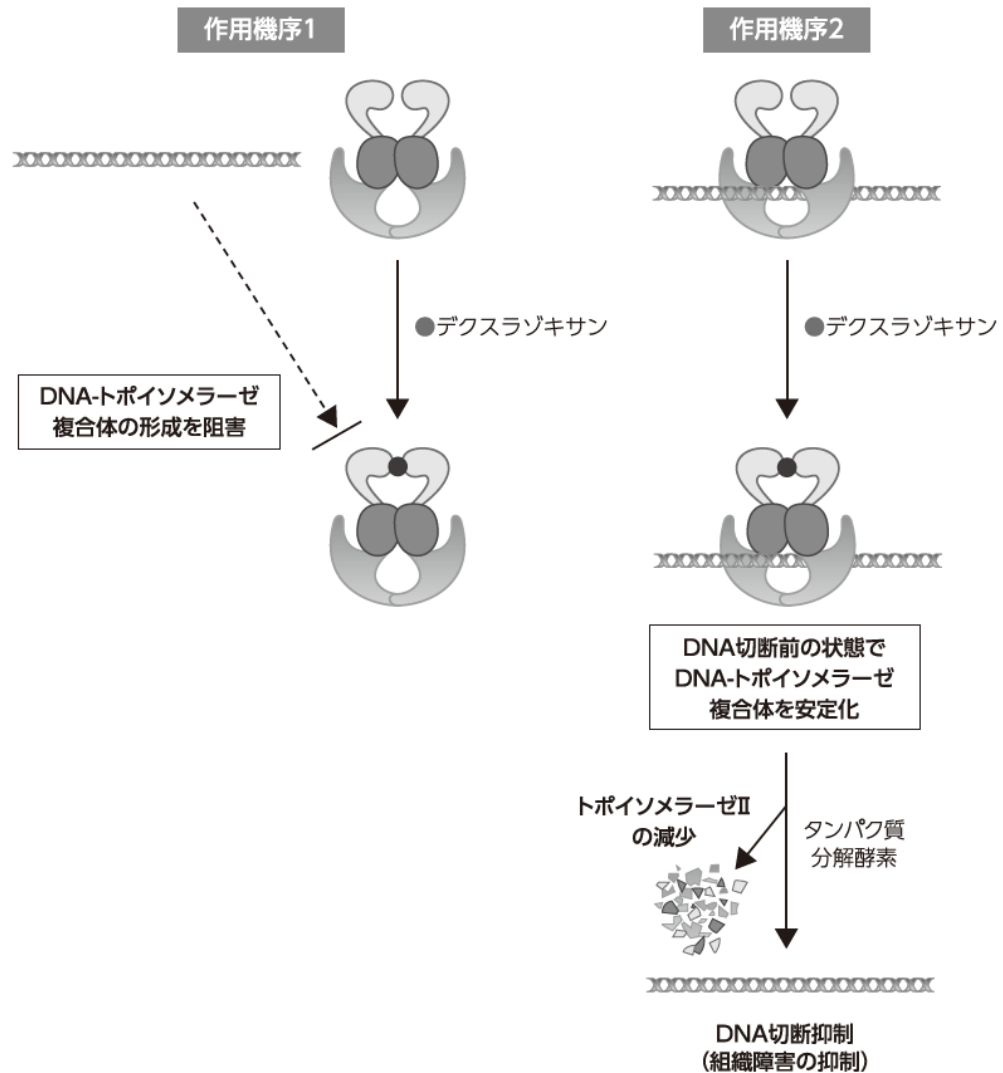 作用機序1
デクスラゾキサン
DNA-トポイソメラーゼ
複合体の形成を阻害
作用機序2
デクスラゾキサン
DNA切断前の状態で
DNA-トポイソメラーゼ
複合体を安定化
トポイソメラーゼⅡ
の減少
タンパク質
分解酵素
DNA切断抑制
(組織障害の抑制)